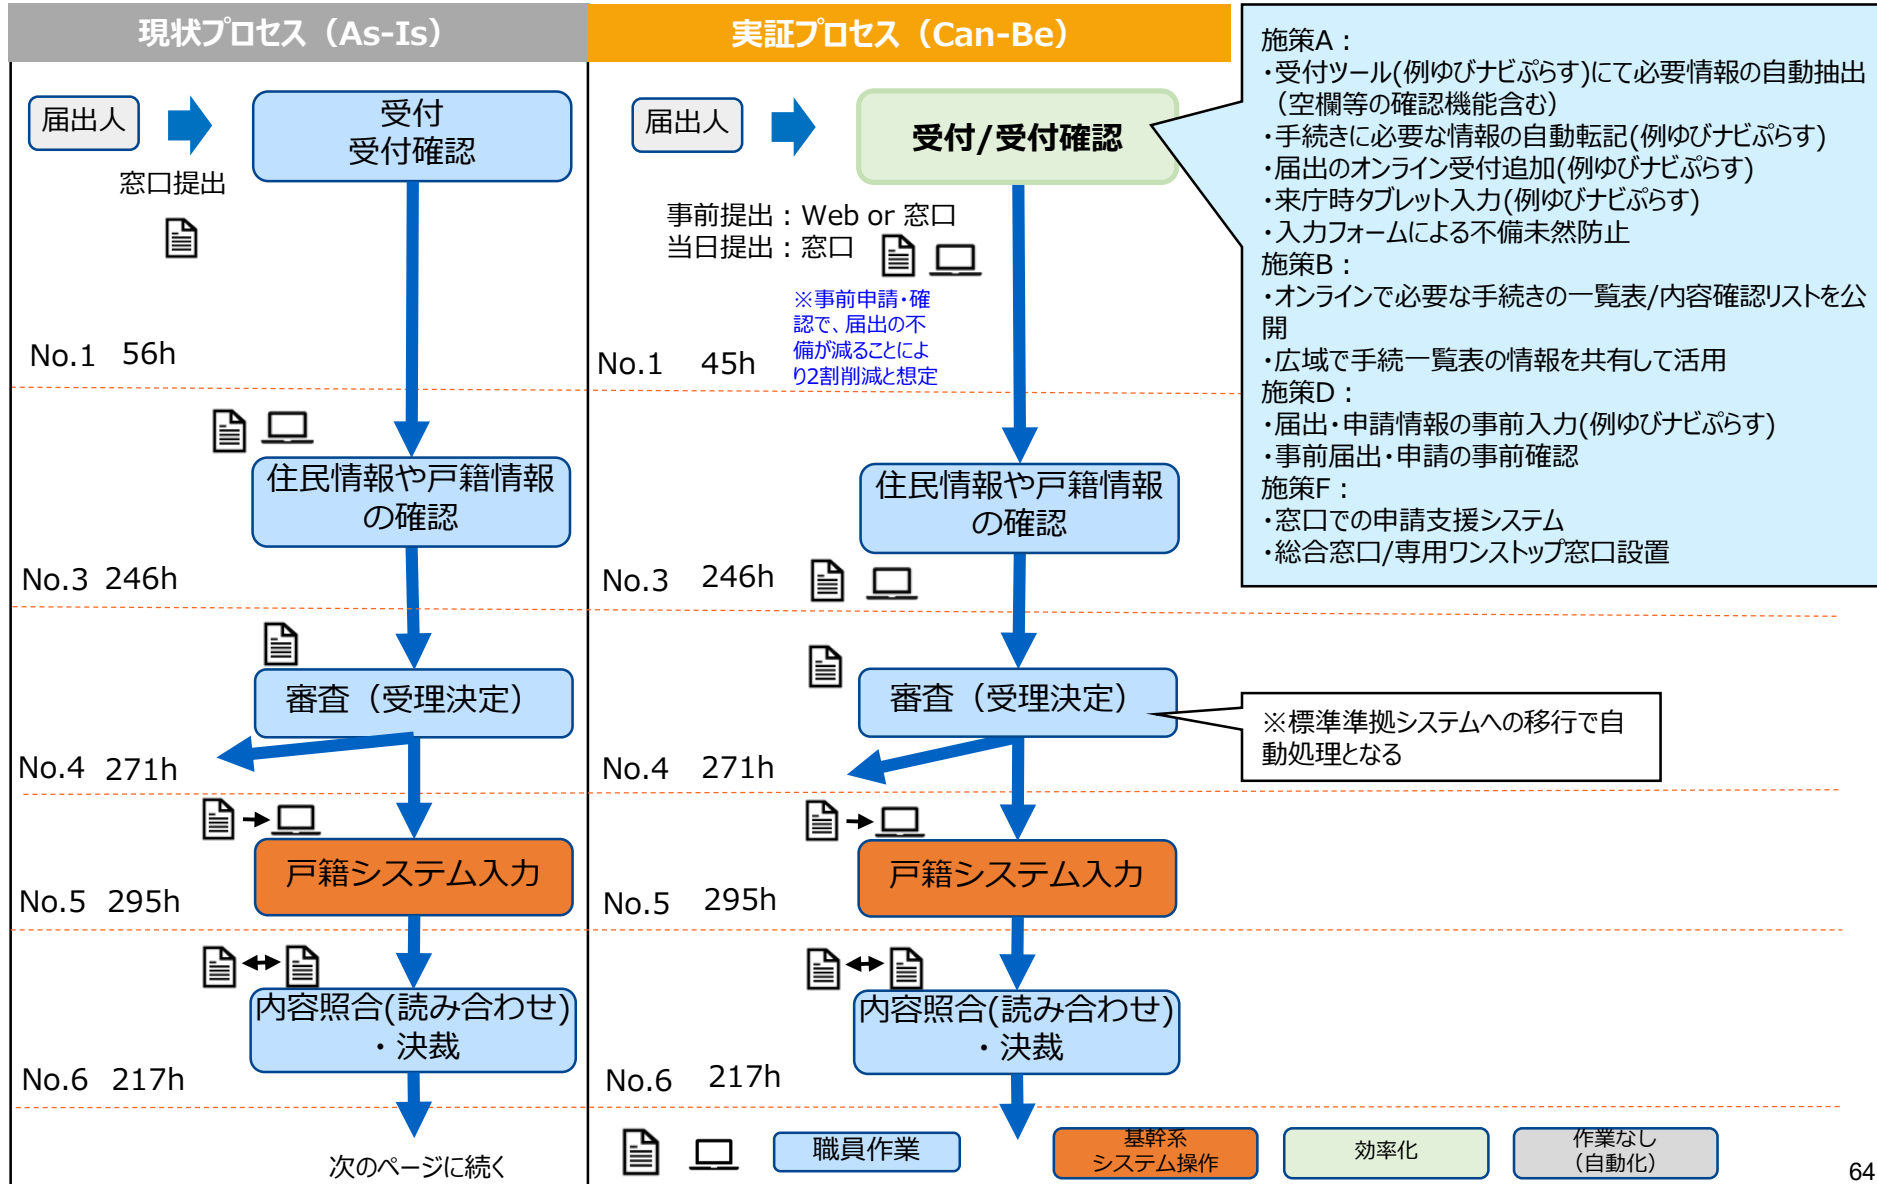 現状プロセス（As-Is）
実証プロセス（Can-Be）
届出人
受付
受付確認
窓口提出
No.1 56h
住民情報や戸籍情報
の確認
No.3 246h
審査（受理決定）
No.4 271h
戸籍システム入力
No.5 295h
内容照合(読み合わせ)
・決裁
No.6 217h
次のページに続く
届出人
受付/受付確認
事前提出：Web or 窓口
当日提出：窓口
※事前申請・確
認で、届出の不
備が減ることによ
り2割削減と想定
No.1 45h
住民情報や戸籍情報
の確認
No.3 246h
審査（受理決定）
No.4 271h
戸籍システム入力
No.5 295h
内容照合(読み合わせ)
・決裁
No.6 217h
施策A：
・受付ツール(例ゆびナビぷらす)にて必要情報の自動抽出
（空欄等の確認機能含む）
・手続きに必要な情報の自動転記(例ゆびナビぷらす)
・届出のオンライン受付追加(例ゆびナビぷらす)
・来庁時タブレット入力(例ゆびナビぷらす)
・入力フォームによる不備未然防止
施策B：
・オンラインで必要な手続きの一覧表/内容確認リストを公
開
・広域で手続一覧表の情報を共有して活用
施策D：
・届出・申請情報の事前入力(例ゆびナビぷらす)
・事前届出・申請の事前確認
施策F：
・窓口での申請支援システム
・総合窓口/専用ワンストップ窓口設置
※標準準拠システムへの移行で自
動処理となる
職員作業
基幹系
システム操作
効率化
作業なし
（自動化）
64